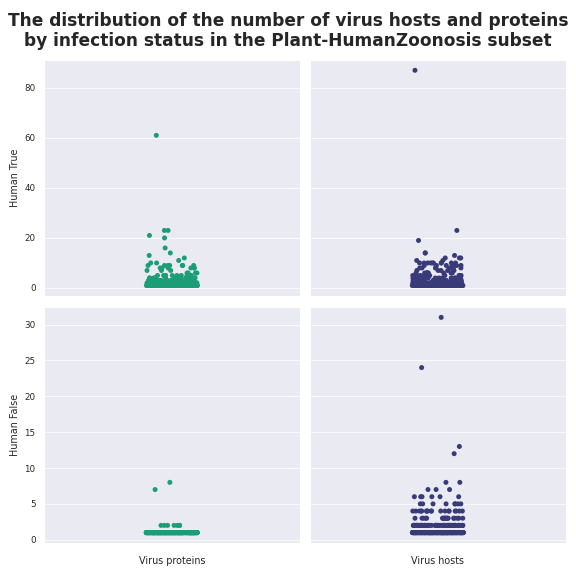 The distribution of the number of virus hosts and proteins
by infection status in the Plant-HumanZoonosis subset
Human True
80
60
40
20
0
Human False
30
25
20
15
10
5
0
Virus proteins
Virus hosts